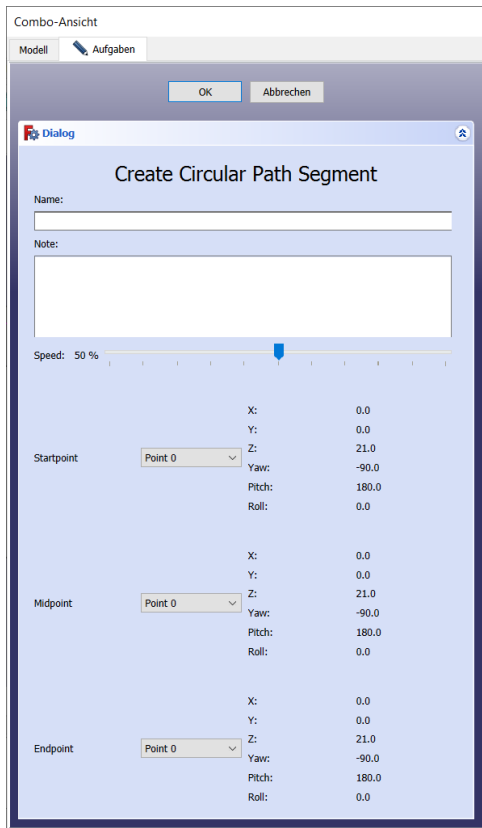 Combo-Ansicht
Modell Aufgaben
OK Abbrechen
Dialog
Create Circular Path Segment
Name:
Note:
Speed: 50 %
X: 0.0
Y: 0.0
Startpoint Point 0 Z: 21.0
Yaw: -90.0
Pitch: 180.0
Roll: 0.0
X: 0.0
Y: 0.0
Midpoint Point 0 Z: 21.0
Yaw: -90.0
Pitch: 180.0
Roll: 0.0
X: 0.0
Y: 0.0
Endpoint Point 0 Z: 21.0
Yaw: -90.0
Pitch: 180.0
Roll: 0.0